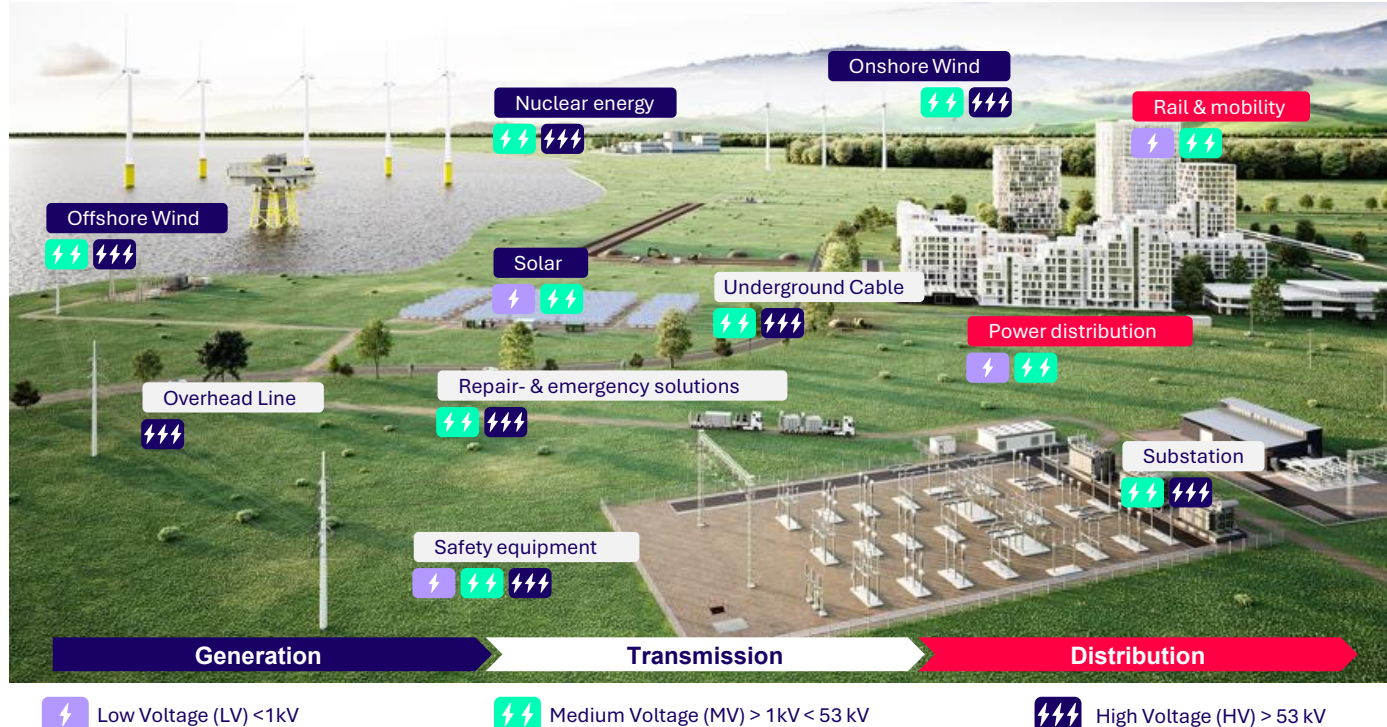 Onshore Wind
Nuclear energy
Rail & mobility
Offshore Wind
Solar
Underground Cable
Power distribution
Repair- & emergency solutions
Overhead Line
Substation
Safety equipment
Generation
Transmission
Distribution
Low Voltage (LV) <1kV
Medium Voltage (MV) > 1kV < 53 kV
High Voltage (HV) > 53 kV